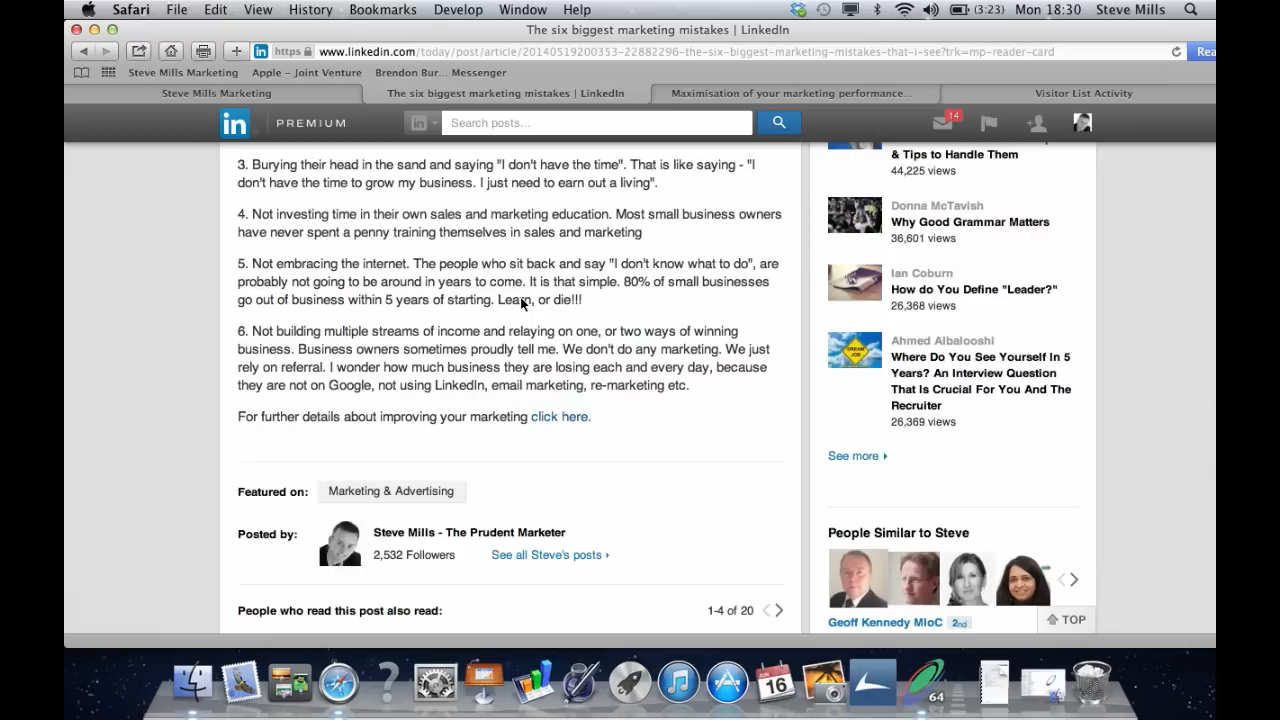 Safari File Edit View History Bookmarks Develop Window Help (3:23) Mon 18:30 Steve Mills
The six biggest marketing mistakes | LinkedIn
https www.linkedin.com/today/post/article/20140519200353-22882296-the-six-biggest-marketing-mistakes-that-i-see?trk=mp-reader-card Rea
Steve Mills Marketing Apple – Joint Venture Brendon Bur... Messenger
Steve Mills Marketing The six biggest marketing mistakes | LinkedIn Maximisation of your marketing performance... Visitor List Activity
in PREMIUM in Search posts... 14
3. Burying their head in the sand and saying "I don't have the time". That is like saying - "I
don't have the time to grow my business. I just need to earn out a living".
4. Not investing time in their own sales and marketing education. Most small business owners
have never spent a penny training themselves in sales and marketing
5. Not embracing the internet. The people who sit back and say "I don't know what to do", are
probably not going to be around in years to come. It is that simple. 80% of small businesses
go out of business within 5 years of starting. Learn, or die!!!
6. Not building multiple streams of income and relaying on one, or two ways of winning
business. Business owners sometimes proudly tell me. We don't do any marketing. We just
rely on referral. I wonder how much business they are losing each and every day, because
they are not on Google, not using LinkedIn, email marketing, re-marketing etc.
For further details about improving your marketing click here.
Featured on: Marketing & Advertising
Posted by: Steve Mills - The Prudent Marketer
2,532 Followers See all Steve's posts
People who read this post also read: 1-4 of 20
& Tips to Handle Them
44,225 views
Donna McTavish
Why Good Grammar Matters
36,601 views
Ian Coburn
How do You Define "Leader?"
26,368 views
DREAM JOB
Ahmed Albalooshi
Where Do You See Yourself In 5
Years? An Interview Question
That Is Crucial For You And The
Recruiter
26,369 views
See more
People Similar to Steve
Geoff Kennedy MIoC 2nd
TOP
JUN
16
64